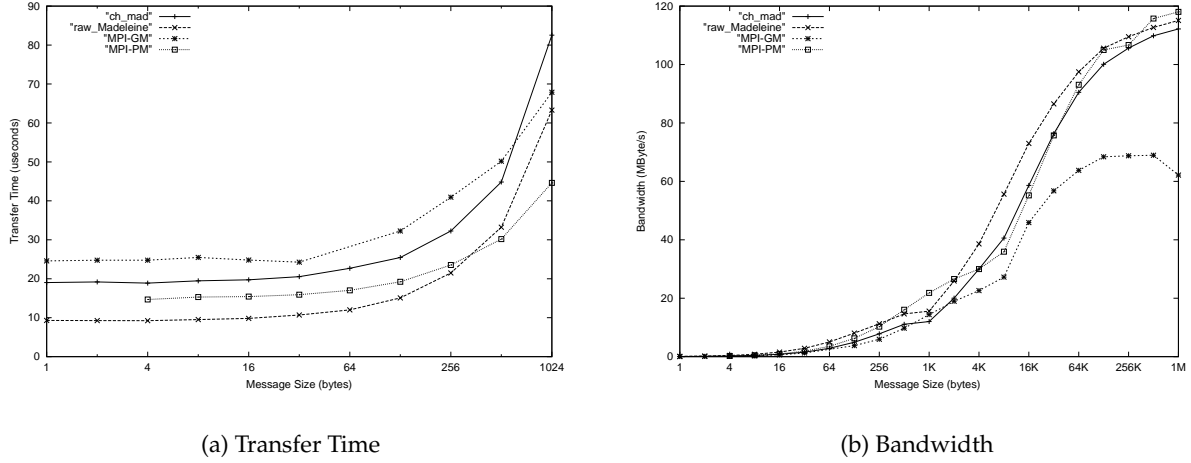 "ch_mad"
"raw_Madeleine"
"MPI-GM"
"MPI-PM"
90
80
70
60
50
40
30
20
10
0
Transfer Time (useconds)
1 4 16 64 256 1024
Message Size (bytes)
(a) Transfer Time
"ch_mad"
"raw_Madeleine"
"MPI-GM"
"MPI-PM"
120
100
80
60
40
20
0
Bandwidth (MByte/s)
1 4 16 64 256 1K 4K 16K 64K 256K 1M
Message Size (bytes)
(b) Bandwidth